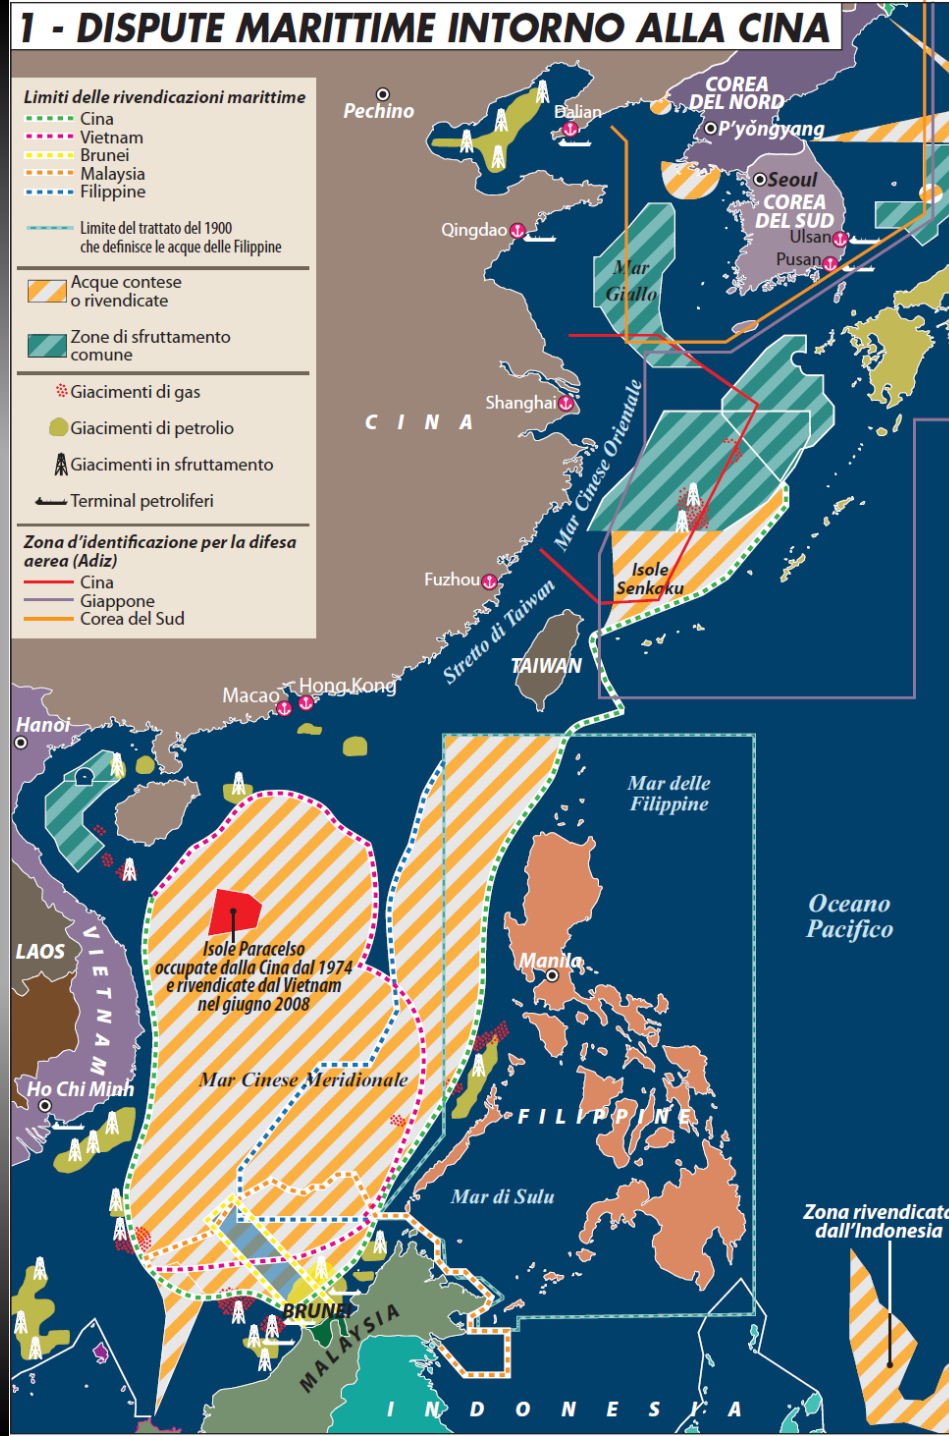 1 - DISPUTE MARITTIME INTORNO ALLA CINA
Limiti delle rivendicazioni marittime
Cina
Vietnam
Brunei
Malaysia
Filippine
Limite del trattato del 1900
che definisce le acque delle Filippine
Acque contese
o rivendicate
Zone di sfruttamento
comune
Giacimenti di gas
Giacimenti di petrolio
Giacimenti in sfruttamento
Terminal petroliferi
Zona d'identificazione per la difesa
aerea (Adiz)
Cina
Giappone
Corea del Sud
Pechino
Dalian
COREA
DEL NORD
P'yŏngyang
Seoul
COREA
DEL SUD
Ulsan
Pusan
Qingdao
Mar
Giallo
Shanghai
CINA
Mar Cinese Orientale
Isole
Senkaku
Fuzhou
Stretto di Taiwan
TAIWAN
Macao
Hong Kong
Hanoi
Mar delle
Filippine
Oceano
Pacifico
LAOS
VIETNAM
Isole Paracelso
occupate dalla Cina dal 1974
e rivendicate dal Vietnam
nel giugno 2008
Manila
Mar Cinese Meridionale
Ho Chi Minh
FILIPPINE
Mar di Sulu
Zona rivendicata
dall'Indonesia
BRUNEI
MALAYSIA
INDONESIA